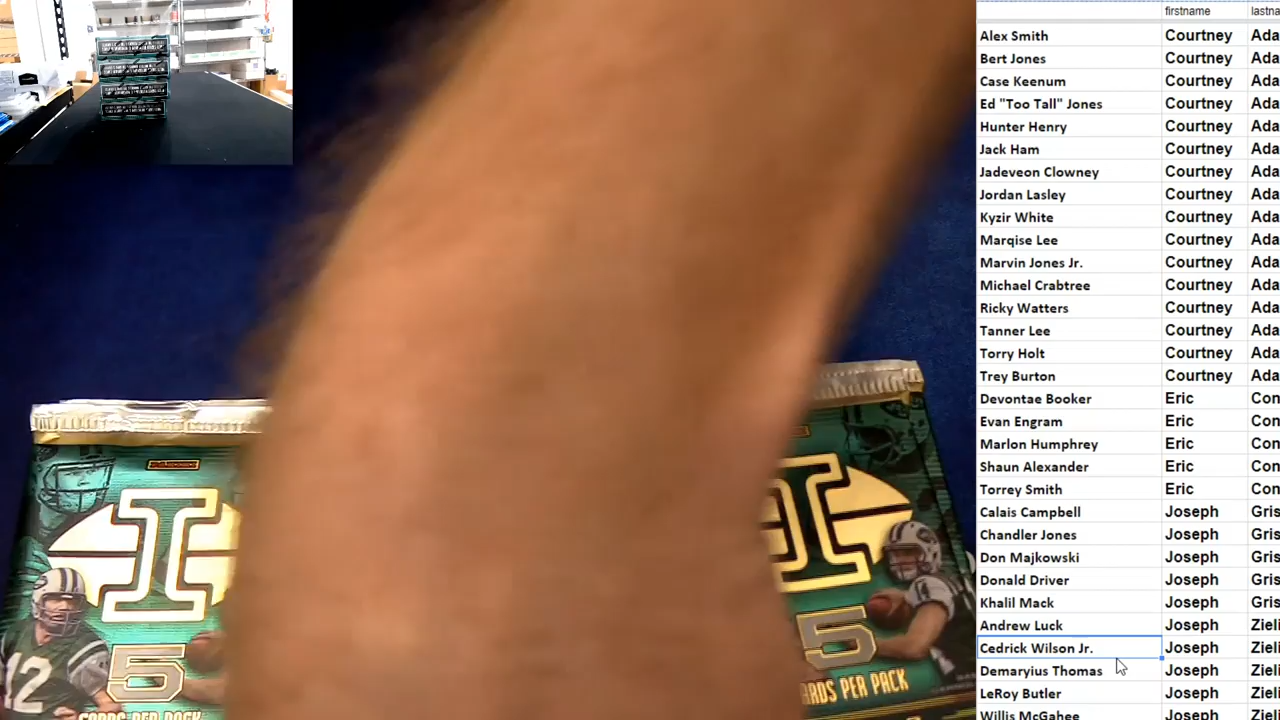 firstname lastna
Alex Smith Courtney Ada
Bert Jones Courtney Ada
Case Keenum Courtney Ada
Ed "Too Tall" Jones Courtney Ada
Hunter Henry Courtney Ada
Jack Ham Courtney Ada
Jadeveon Clowney Courtney Ada
Jordan Lasley Courtney Ada
Kyzir White Courtney Ada
Marqise Lee Courtney Ada
Marvin Jones Jr. Courtney Ada
Michael Crabtree Courtney Ada
Ricky Watters Courtney Ada
Tanner Lee Courtney Ada
Torry Holt Courtney Ada
Trey Burton Courtney Ada
Devontae Booker Eric Con
Evan Engram Eric Con
Marlon Humphrey Eric Con
Shaun Alexander Eric Con
Torrey Smith Eric Con
Calais Campbell Joseph Gris
Chandler Jones Joseph Gris
Don Majkowski Joseph Gris
Donald Driver Joseph Gris
Khalil Mack Joseph Gris
Andrew Luck Joseph Zieli
Cedrick Wilson Jr. Joseph Zieli
Demaryius Thomas Joseph Zieli
LeRoy Butler Joseph Zieli
Willis McGahee Joseph Zieli
I
5
CARDS PER PACK
12
I
5
ARDS PER PACK